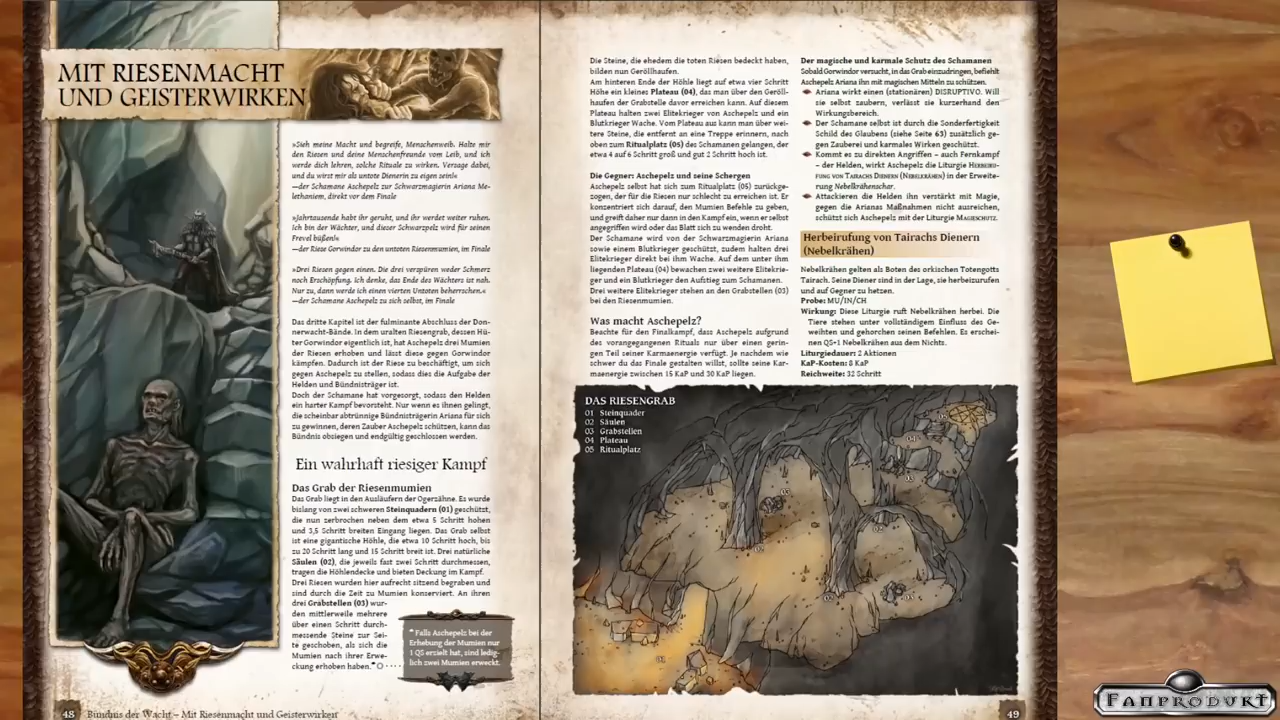 MIT RIESENMACHT
UND GEISTERWIRKEN
»Sieh meine Macht und begreife, Menschenweib. Halte mir
den Riesen und deine Menschenfreunde vom Leib, und ich
werde dich lehren, solche Rituale zu wirken. Versage dabei,
und du wirst mir als untote Dienerin zu eigen sein!«
—der Schamane Aschepelz zur Schwarzmagierin Ariana Me-
lethaniem, direkt vor dem Finale
»Jahrtausende habt ihr geruht, und ihr werdet weiter ruhen.
Ich bin der Wächter, und dieser Schwarzpelz wird für seinen
Frevel büßen!«
—der Riese Gorwindor zu den untoten Riesenmumien, im Finale
»Drei Riesen gegen einen. Die drei verspüren weder Schmerz
noch Erschöpfung. Ich denke, das Ende des Wächters ist nah.
Nur zu, dann werde ich einen vierten Untoten beherrschen.«
—der Schamane Aschepelz zu sich selbst, im Finale
Das dritte Kapitel ist der fulminante Abschluss der Don-
nerwacht-Bände. In dem uralten Riesengrab, dessen Hü-
ter Gorwindor eigentlich ist, hat Aschepelz drei Mumien
der Riesen erhoben und lässt diese gegen Gorwindor
kämpfen. Dadurch ist der Riese zu beschäftigt, um sich
gegen Aschepelz zu stellen, sodass dies die Aufgabe der
Helden und Bündnisträger ist.
Doch der Schamane hat vorgesorgt, sodass den Helden
ein harter Kampf bevorsteht. Nur wenn es ihnen gelingt,
die scheinbar abtrünnige Bündnisträgerin Ariana für sich
zu gewinnen, deren Zauber Aschepelz schützen, kann das
Bündnis obsiegen und endgültig geschlossen werden.
Ein wahrhaft riesiger Kampf
Das Grab der Riesenmumien
Das Grab liegt in den Ausläufern der Ogerzähne. Es wurde
bislang von zwei schweren Steinquadern (01) geschützt,
die nun zerbrochen neben dem etwa 5 Schritt hohen
und 3,5 Schritt breiten Eingang liegen. Das Grab selbst
ist eine gigantische Höhle, die etwa 10 Schritt hoch, bis
zu 20 Schritt lang und 15 Schritt breit ist. Drei natürliche
Säulen (02), die jeweils fast zwei Schritt durchmessen,
tragen die Höhlendecke und bieten Deckung im Kampf.
Drei Riesen wurden hier aufrecht sitzend begraben und
sind durch die Zeit zu Mumien konserviert. An ihren
drei Grabstellen (03) wur-
den mittlerweile mehrere
über einen Schritt durch-
messende Steine zur Sei-
te geschoben, als sich die
Mumien nach ihrer Erwe-
ckung erhoben haben.*
*Falls Aschepelz bei der
Erhebung der Mumien nur
1 QS erzielt hat, sind ledig-
lich zwei Mumien erweckt.
48 Bündnis der Wacht – Mit Riesenmacht und Geisterwirken
Die Steine, die ehedem die toten Riesen bedeckt haben,
bilden nun Geröllhaufen.
Am hinteren Ende der Höhle liegt auf etwa vier Schritt
Höhe ein kleines Plateau (04), das man über den Geröll-
haufen der Grabstelle davor erreichen kann. Auf diesem
Plateau halten zwei Elitekrieger von Aschepelz und ein
Blutkrieger Wache. Vom Plateau aus kann man über wei-
tere Steine, die entfernt an eine Treppe erinnern, nach
oben zum Ritualplatz (05) des Schamanen gelangen, der
etwa 4 auf 6 Schritt groß und gut 2 Schritt hoch ist.
Die Gegner: Aschepelz und seine Schergen
Aschepelz selbst hat sich zum Ritualplatz (05) zurückge-
zogen, der für die Riesen nur schlecht zu erreichen ist. Er
konzentriert sich darauf, den Mumien Befehle zu geben,
und greift daher nur dann in den Kampf ein, wenn er selbst
angegriffen wird oder das Blatt sich zu wenden droht.
Der Schamane wird von der Schwarzmagierin Ariana
sowie einem Blutkrieger geschützt, zudem halten drei
Elitekrieger direkt bei ihm Wache. Auf dem unter ihm
liegenden Plateau (04) bewachen zwei weitere Elitekrie-
ger und ein Blutkrieger den Aufstieg zum Schamanen.
Drei weitere Elitekrieger stehen an den Grabstellen (03)
bei den Riesenmumien.
Was macht Aschepelz?
Beachte für den Finalkampf, dass Aschepelz aufgrund
des vorangegangenen Rituals nur über einen gerin-
gen Teil seiner Karmaenergie verfügt. Je nachdem wie
schwer du das Finale gestalten willst, sollte seine Kar-
maenergie zwischen 15 KaP und 30 KaP liegen.
Der magische und karmale Schutz des Schamanen
Sobald Gorwindor versucht, in das Grab einzudringen, befiehlt
Aschepelz Ariana ihn mit magischen Mitteln zu schützen.
Ariana wirkt einen (stationären) DISRUPTIVO. Will
sie selbst zaubern, verlässt sie kurzerhand den
Wirkungsbereich.
Der Schamane selbst ist durch die Sonderfertigkeit
Schild des Glaubens (siehe Seite 63) zusätzlich ge-
gen Zauberei und karmales Wirken geschützt.
Kommt es zu direkten Angriffen – auch Fernkampf
– der Helden, wirkt Aschepelz die Liturgie HERBEIRU-
FUNG VON TAIRACHS DIENERN (NEBELKRÄHEN) in der Erweite-
rung Nebelkrähenschar.
Attackieren die Helden ihn verstärkt mit Magie,
gegen die Arianas Maßnahmen nicht ausreichen,
schützt sich Aschepelz mit der Liturgie MAGIESCHUTZ.
Herbeirufung von Tairachs Dienern
(Nebelkrähen)
Nebelkrähen gelten als Boten des orkischen Totengotts
Tairach. Seine Diener sind in der Lage, sie herbeizurufen
und auf Gegner zu hetzen.
Probe: MU/IN/CH
Wirkung: Diese Liturgie ruft Nebelkrähen herbei. Die
Tiere stehen unter vollständigem Einfluss des Ge-
weihten und gehorchen seinen Befehlen. Es erschei-
nen QS+1 Nebelkrähen aus dem Nichts.
Liturgiedauer: 2 Aktionen
KaP-Kosten: 8 KaP
Reichweite: 32 Schritt
DAS RIESENGRAB
01 Steinquader
02 Säulen
03 Grabstellen
04 Plateau
05 Ritualplatz
49
FANPRODUKT